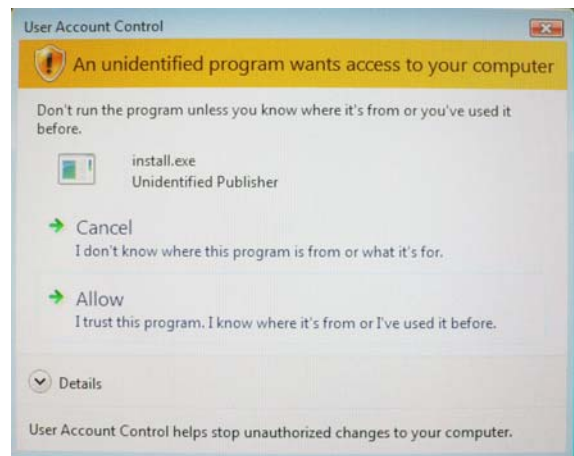 User Account Control
An unidentified program wants access to your computer
Don't run the program unless you know where it's from or you've used it
before.
install.exe
Unidentified Publisher
Cancel
I don't know where this program is from or what it's for.
Allow
I trust this program. I know where it's from or I've used it before.
Details
User Account Control helps stop unauthorized changes to your computer.